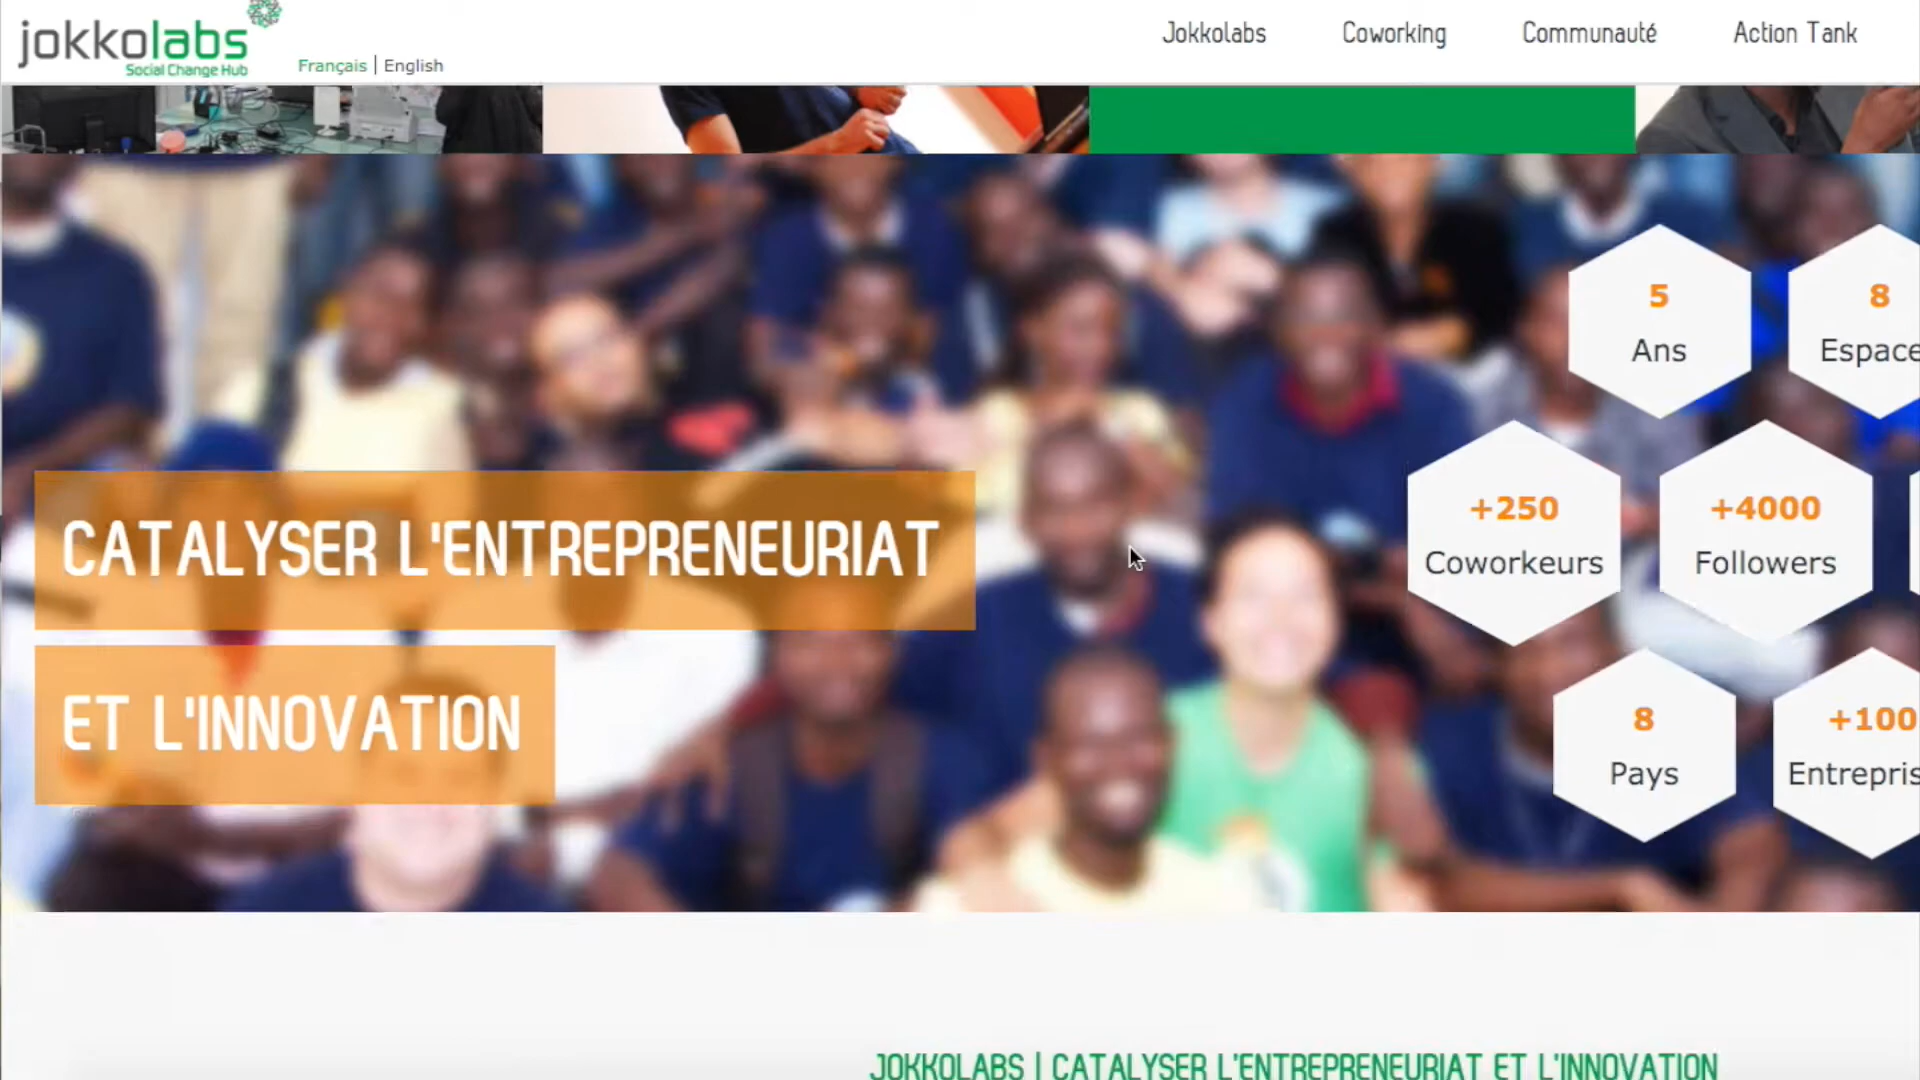 jokkolabs
Social Change Hub
Français | English
Jokkolabs
Coworking
Communauté
Action Tank
5
Ans
8
Espace
+250
Coworkeurs
+4000
Followers
CATALYSER L'ENTREPRENEURIAT
ET L'INNOVATION
8
Pays
+100
Entrepris
JOKKOLABS | CATALYSER L'ENTREPRENEURIAT ET L'INNOVATION